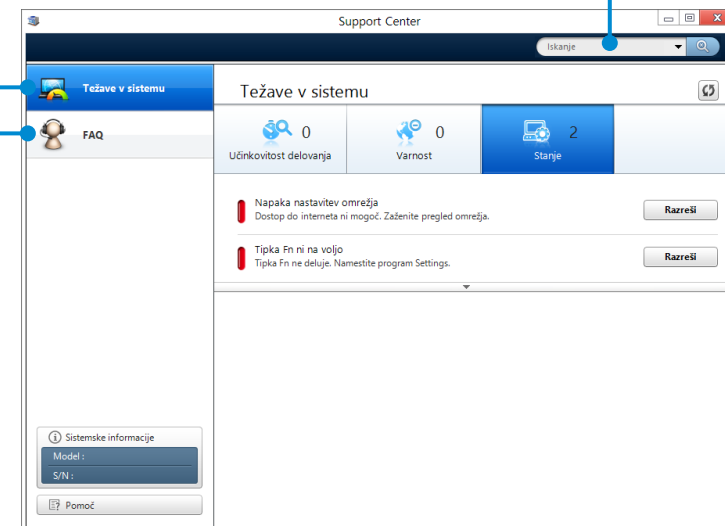 Support Center
Iskanje
Težave v sistemu
FAQ
Težave v sistemu
0
Učinkovitost delovanja
0
Varnost
2
Stanje
Napaka nastavitev omrežja
Dostop do interneta ni mogoč. Zaženite pregled omrežja.
Razreši
Tipka Fn ni na voljo
Tipka Fn ne deluje. Namestite program Settings.
Razreši
Sistemske informacije
Model :
S/N :
Pomoč